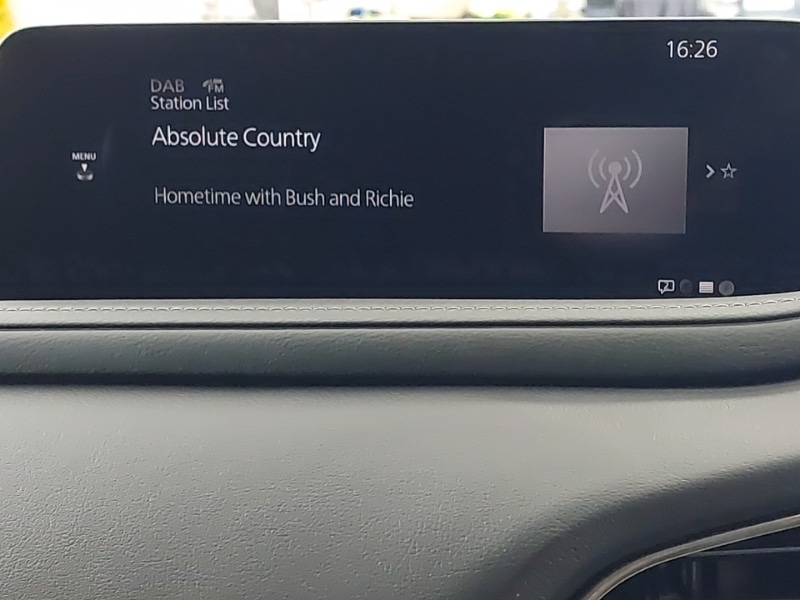 16:26
DAB FM
Station List
Absolute Country
MENU
Hometime with Bush and Richie